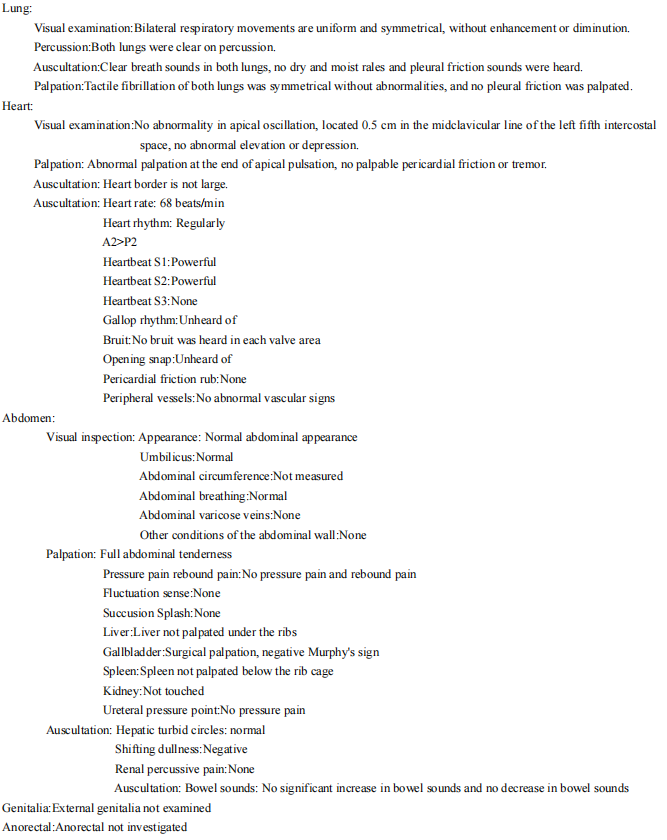 Lung:
Visual examination:Bilateral respiratory movements are uniform and symmetrical, without enhancement or diminution.
Percussion:Both lungs were clear on percussion.
Auscultation:Clear breath sounds in both lungs, no dry and moist rales and pleural friction sounds were heard.
Palpation:Tactile fibrillation of both lungs was symmetrical without abnormalities, and no pleural friction was palpated.
Heart:
Visual examination:No abnormality in apical oscillation, located 0.5 cm in the midclavicular line of the left fifth intercostal
space, no abnormal elevation or depression.
Palpation: Abnormal palpation at the end of apical pulsation, no palpable pericardial friction or tremor.
Auscultation: Heart border is not large.
Auscultation: Heart rate: 68 beats/min
Heart rhythm: Regularly
A2>P2
Heartbeat S1:Powerful
Heartbeat S2:Powerful
Heartbeat S3:None
Gallop rhythm:Unheard of
Bruit:No bruit was heard in each valve area
Opening snap:Unheard of
Pericardial friction rub:None
Peripheral vessels:No abnormal vascular signs
Abdomen:
Visual inspection: Appearance: Normal abdominal appearance
Umbilicus:Normal
Abdominal circumference:Not measured
Abdominal breathing:Normal
Abdominal varicose veins:None
Other conditions of the abdominal wall:None
Palpation: Full abdominal tenderness
Pressure pain rebound pain:No pressure pain and rebound pain
Fluctuation sense:None
Succusion Splash:None
Liver:Liver not palpated under the ribs
Gallbladder:Surgical palpation, negative Murphy's sign
Spleen:Spleen not palpated below the rib cage
Kidney:Not touched
Ureteral pressure point:No pressure pain
Auscultation: Hepatic turbid circles: normal
Shifting dullness:Negative
Renal percussive pain:None
Auscultation: Bowel sounds: No significant increase in bowel sounds and no decrease in bowel sounds
Genitalia:External genitalia not examined
Anorectal:Anorectal not investigated